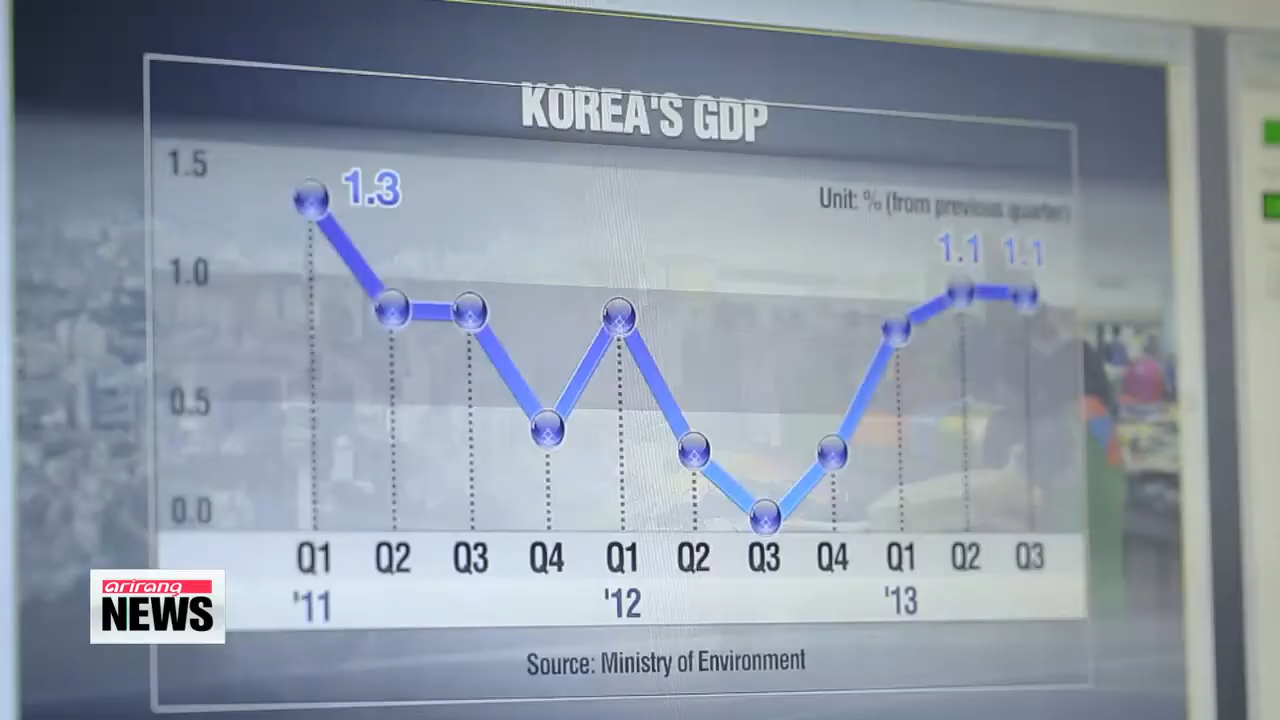 KOREA'S GDP
Unit: % (from previous quarter)
1.5
1.3
1.1 1.1
1.0
0.5
0.0
Q1 Q2 Q3 Q4 Q1 Q2 Q3 Q4 Q1 Q2 Q3
'11 '12 '13
Source: Ministry of Environment
arirang
NEWS